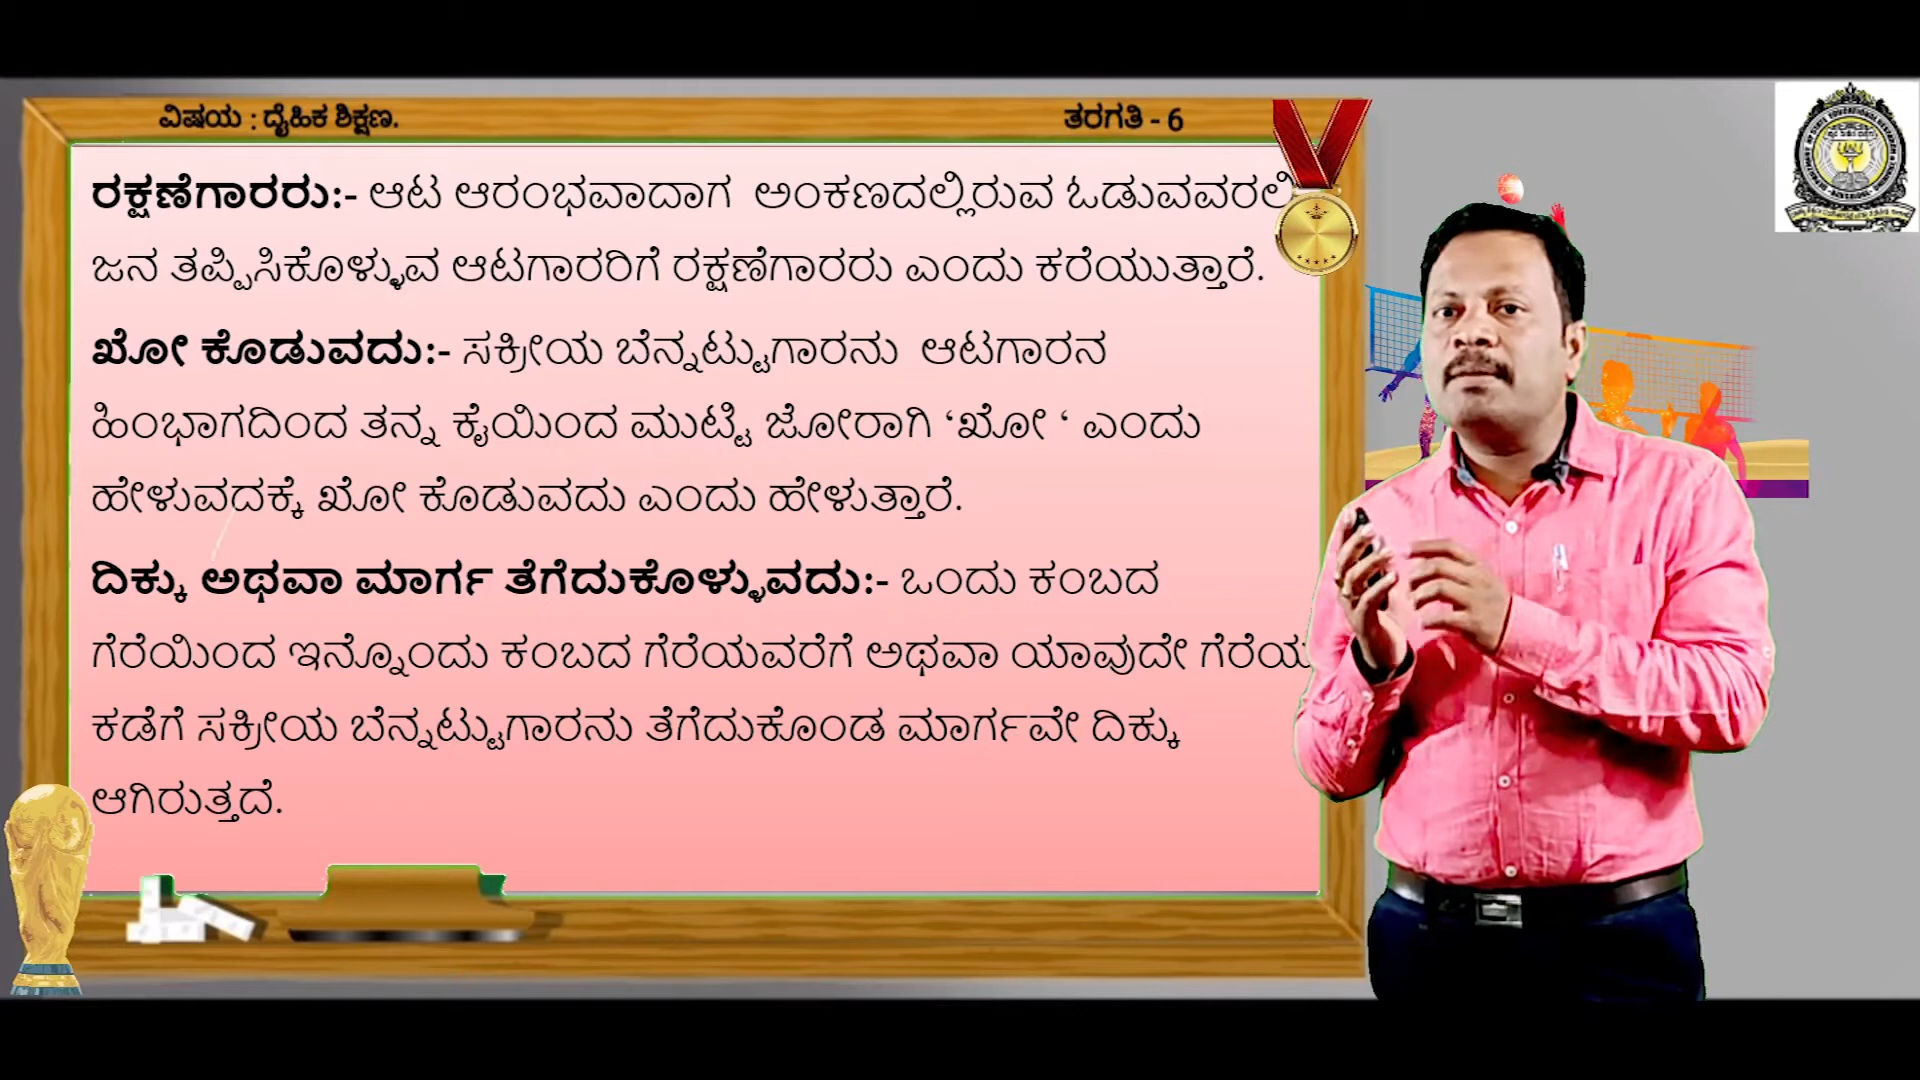 ವಿಷಯ : ದೈಹಿಕ ಶಿಕ್ಷಣ.
ತರಗತಿ - 6
ರಕ್ಷಣೆಗಾರರು:- ಆಟ ಆರಂಭವಾದಾಗ ಅಂಕಣದಲ್ಲಿರುವ
ಜನ ತಪ್ಪಿಸಿಕೊಳ್ಳುವ ಆಟಗಾರರಿಗೆ ರಕ್ಷಣೆಗಾರರು ಎಂದು ಕರೆಯುತ್ತಾರೆ.
ಖೋ ಕೊಡುವದು:- ಸಕ್ರೀಯ ಬೆನ್ನಟ್ಟುಗಾರನು ಆಟಗಾರನ
ಹಿಂಭಾಗದಿಂದ ತನ್ನ ಕೈಯಿಂದ ಮುಟ್ಟಿ ಜೋರಾಗಿ ‘ಖೋ ‘ ಎಂದು
ಹೇಳುವದಕ್ಕೆ ಖೋ ಕೊಡುವದು ಎಂದು ಹೇಳುತ್ತಾರೆ.
ದಿಕ್ಕು ಅಥವಾ ಮಾರ್ಗ ತೆಗೆದುಕೊಳ್ಳುವದು:- ಒಂದು ಕಂಬದ
ಗೆರೆಯಿಂದ ಇನ್ನೊಂದು ಕಂಬದ ಗೆರೆಯವರೆಗೆ ಅಥವಾ ಯಾವುದೇ ಗೆರೆಯ
ಕಡೆಗೆ ಸಕ್ರೀಯ ಬೆನ್ನಟ್ಟುಗಾರನು ತೆಗೆದುಕೊಂಡ ಮಾರ್ಗವೇ ದಿಕ್ಕು
ಆಗಿರುತ್ತದೆ.